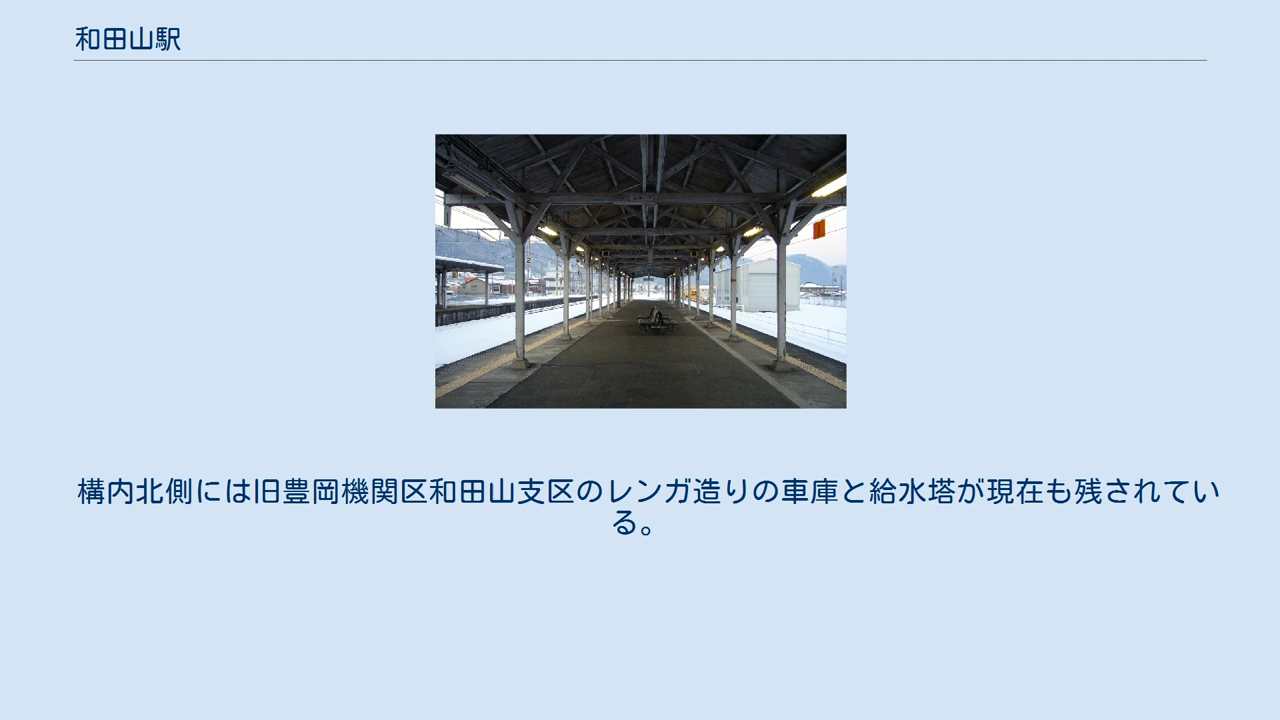 和田山駅
構内北側には旧豊岡機関区和田山支区のレンガ造りの車庫と給水塔が現在も残されてい
る。